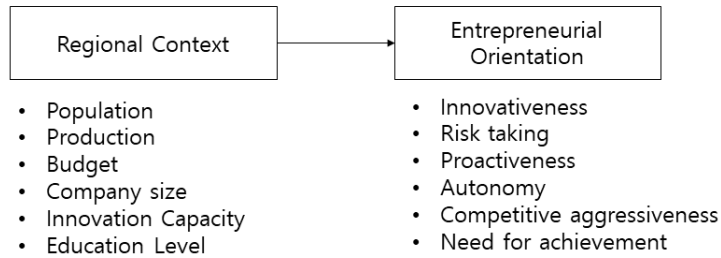 Regional Context
Entrepreneurial
Orientation
• Population
• Production
• Budget
• Company size
• Innovation Capacity
• Education Level
• Innovativeness
• Risk taking
• Proactiveness
• Autonomy
• Competitive aggressiveness
• Need for achievement